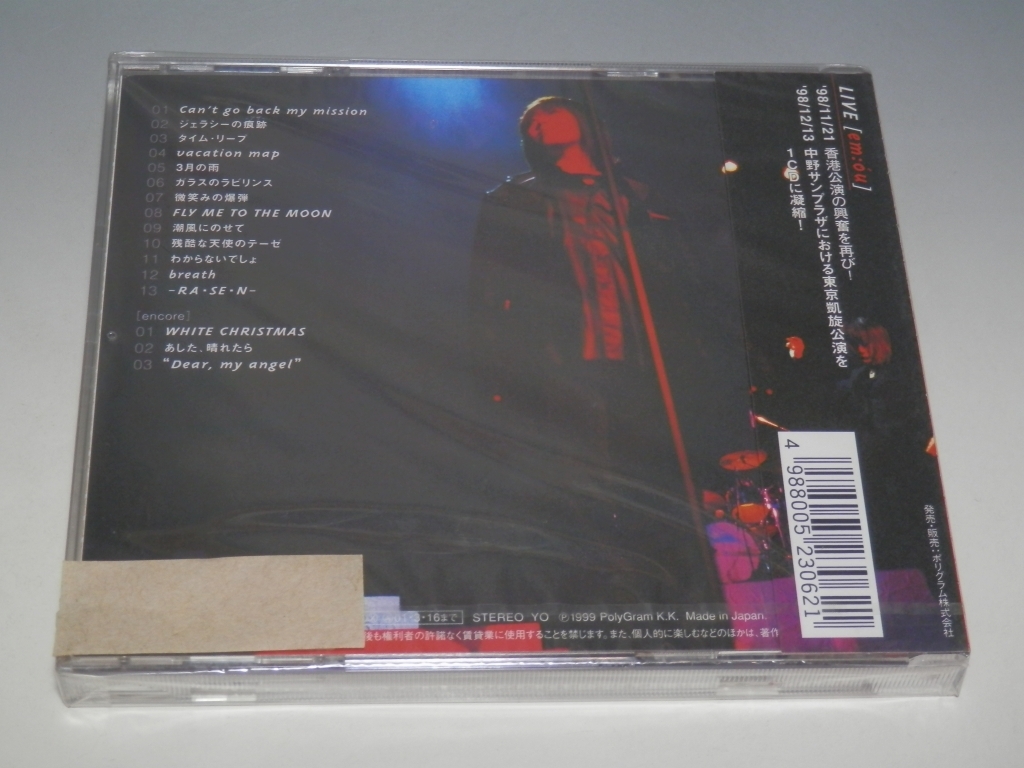 01 Can't go back my mission
02 ジェラシーの痕跡
03 タイム・リープ
04 vacation map
05 3月の雨
06 ガラスのラビリンス
07 微笑みの爆弾
08 FLY ME TO THE MOON
09 潮風にのせて
10 残酷な天使のテーゼ
11 わからないでしょ
12 breath
13 –RA・SE・N–
[encore]
01 WHITE CHRISTMAS
02 あした、晴れたら
03 "Dear, my angel"
LIVE [em:óu]
'98/11/21 香港公演の興奮を再び!
'98/12/13 中野サンプラザにおける東京凱旋公演を
1CDに凝縮!
4 988005 230621
発売・販売:ポリグラム株式会社
・16まで STEREO YO ℗1999 PolyGram K.K. Made in Japan.
後も権利者の許諾なく賃貸業に使用することを禁じます。また、個人的に楽しむなどのほかは、著作